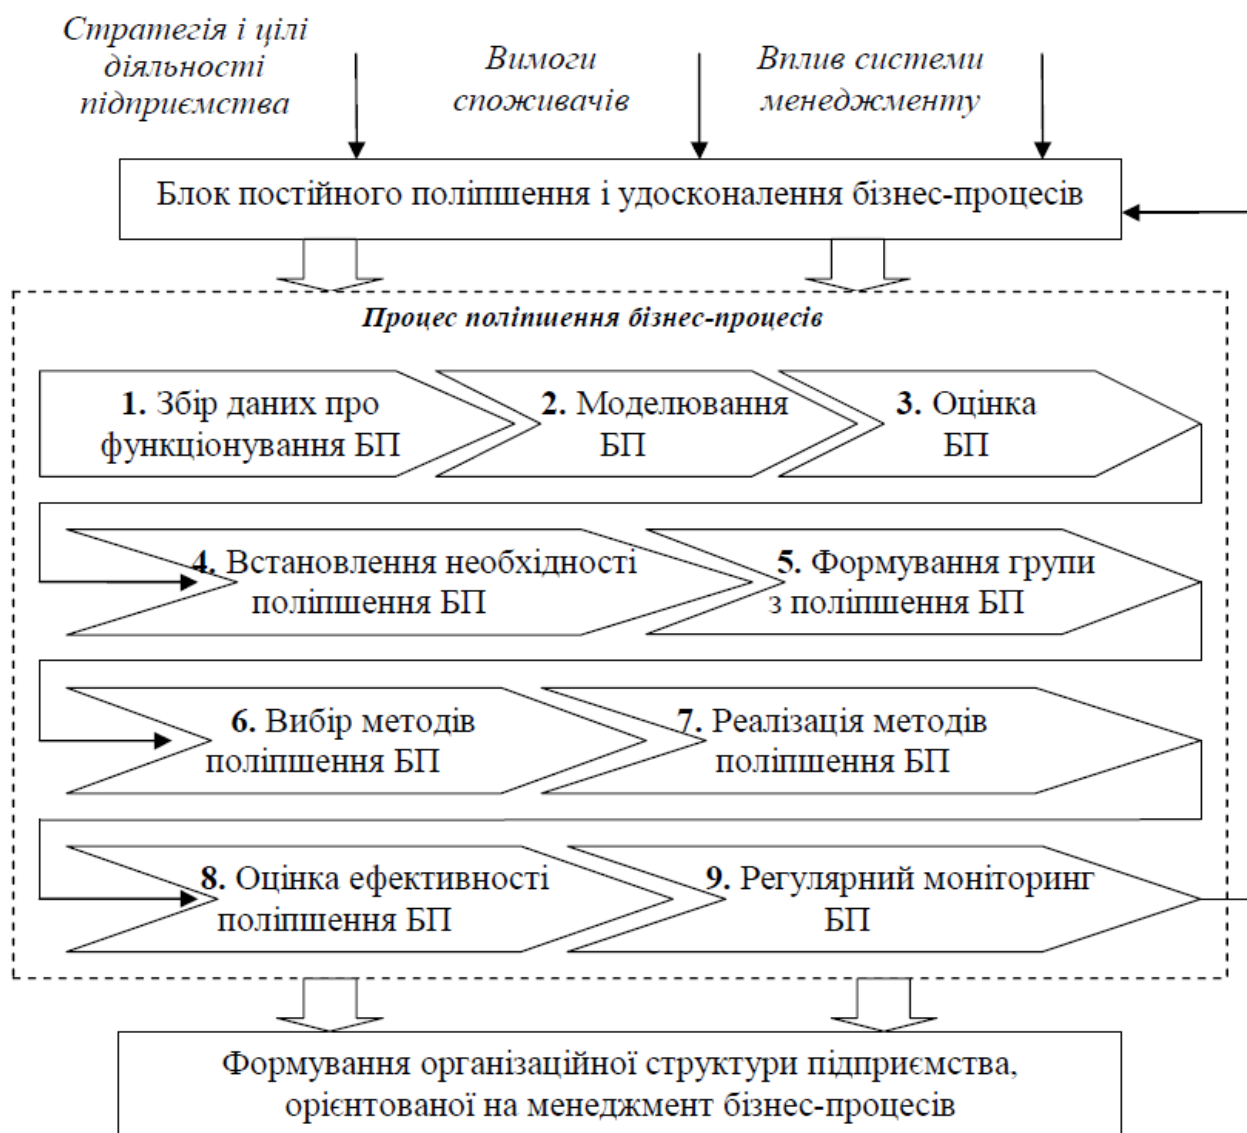 Стратегія і цілі
діяльності
підприємства
Вимоги
споживачів
Вплив системи
менеджменту
Блок постійного поліпшення і удосконалення бізнес-процесів
Процес поліпшення бізнес-процесів
1. Збір даних про
функціонування БП
2. Моделювання
БП
3. Оцінка
БП
4. Встановлення необхідності
поліпшення БП
5. Формування групи
з поліпшення БП
6. Вибір методів
поліпшення БП
7. Реалізація методів
поліпшення БП
8. Оцінка ефективності
поліпшення БП
9. Регулярний моніторинг
БП
Формування організаційної структури підприємства,
орієнтованої на менеджмент бізнес-процесів